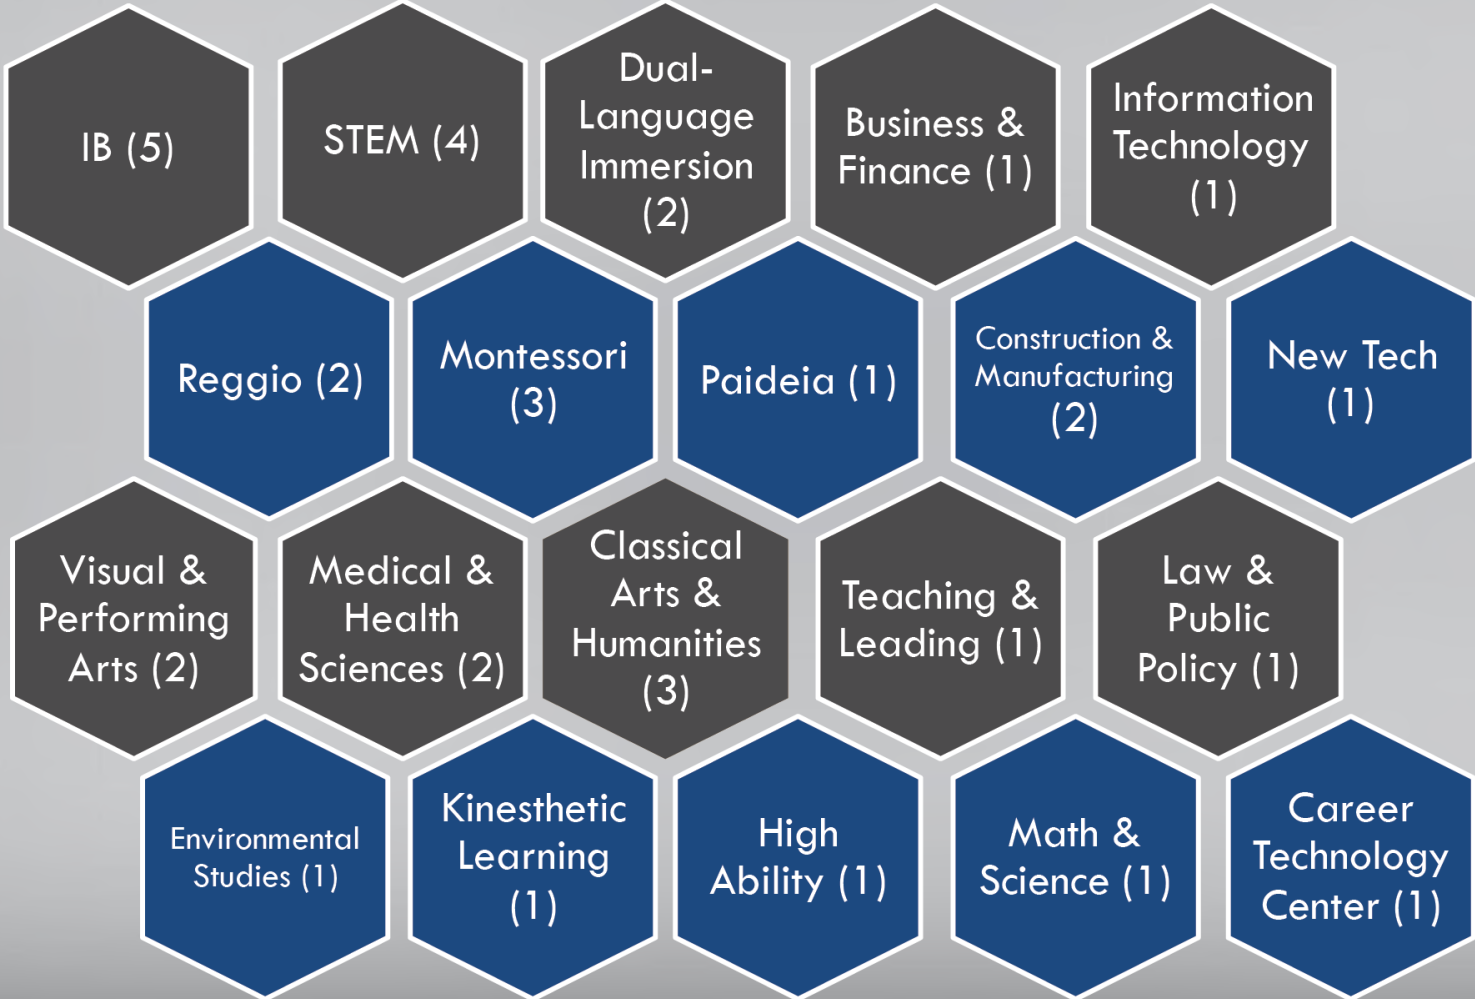 IB (5)
STEM (4)
Dual-
Language
Immersion
(2)
Business &
Finance (1)
Information
Technology
(1)
Reggio (2)
Montessori
(3)
Paideia (1)
Construction &
Manufacturing
(2)
New Tech
(1)
Visual &
Performing
Arts (2)
Medical &
Health
Sciences (2)
Classical
Arts &
Humanities
(3)
Teaching &
Leading (1)
Law &
Public
Policy (1)
Environmental
Studies (1)
Kinesthetic
Learning
(1)
High
Ability (1)
Math &
Science (1)
Career
Technology
Center (1)